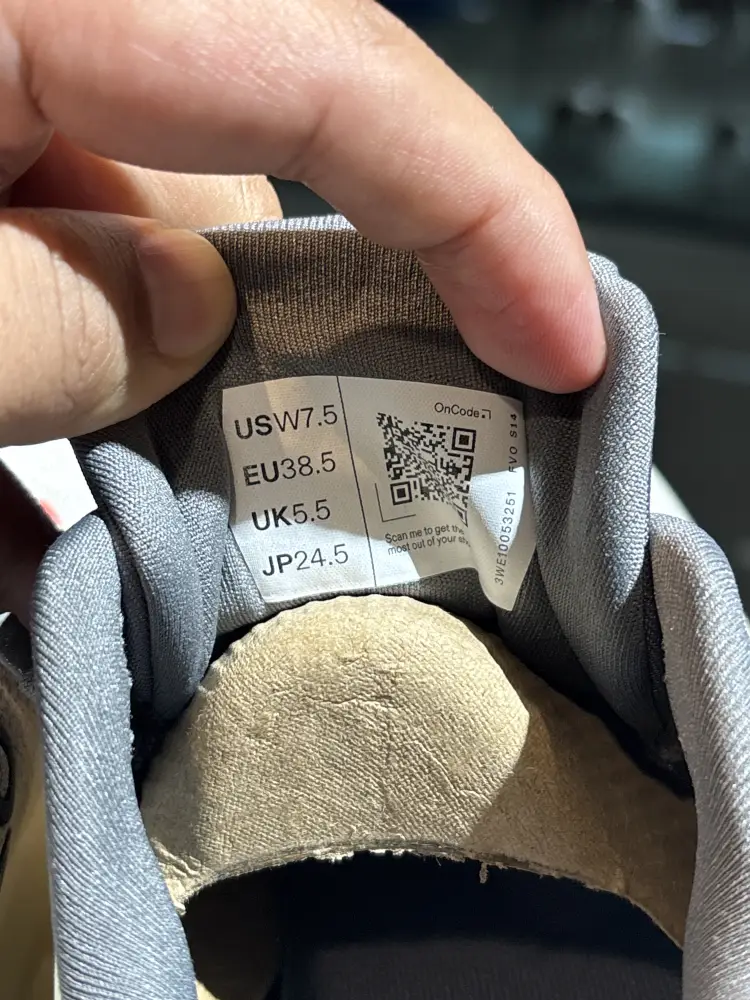 USW7.5
EU38.5
UK5.5
JP24.5
OnCode
Scan me to get the
most out of your
3WE10053251
S14